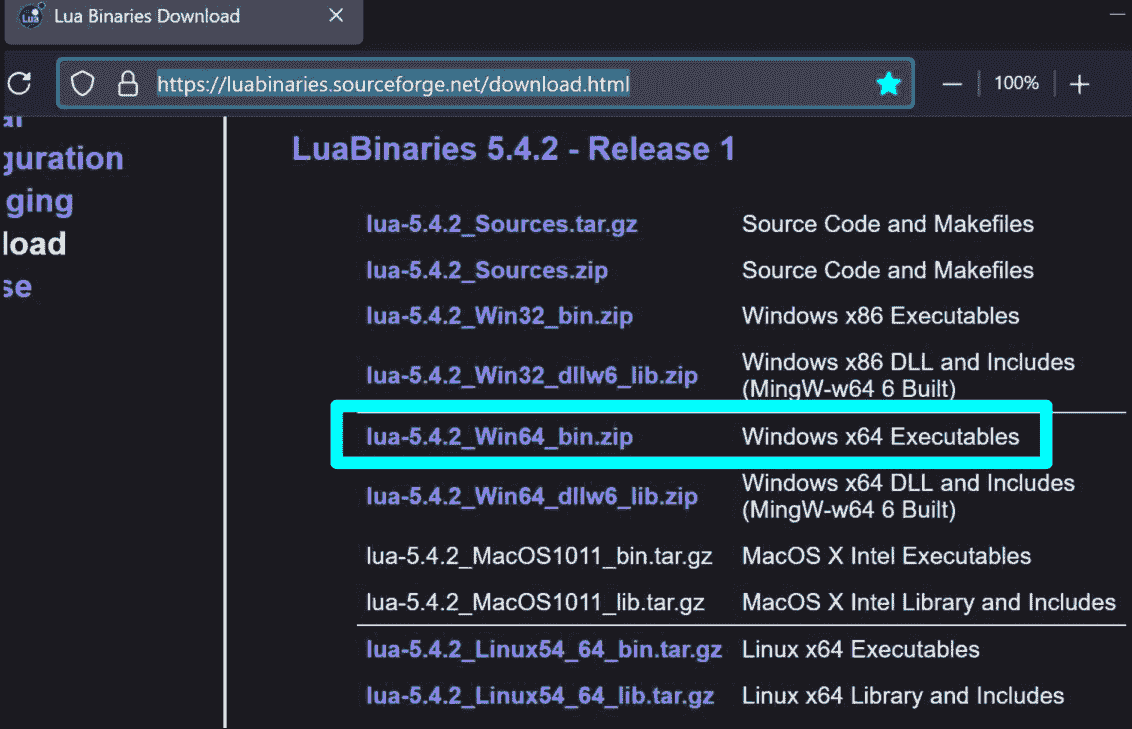 Lua Binaries Download
https://luabinaries.sourceforge.net/download.html
100%
guration
ging
load
se
LuaBinaries 5.4.2 - Release 1
lua-5.4.2_Sources.tar.gz Source Code and Makefiles
lua-5.4.2_Sources.zip Source Code and Makefiles
lua-5.4.2_Win32_bin.zip Windows x86 Executables
lua-5.4.2_Win32_dllw6_lib.zip Windows x86 DLL and Includes
(MingW-w64 6 Built)
lua-5.4.2_Win64_bin.zip Windows x64 Executables
lua-5.4.2_Win64_dllw6_lib.zip Windows x64 DLL and Includes
(MingW-w64 6 Built)
lua-5.4.2_MacOS1011_bin.tar.gz MacOS X Intel Executables
lua-5.4.2_MacOS1011_lib.tar.gz MacOS X Intel Library and Includes
lua-5.4.2_Linux54_64_bin.tar.gz Linux x64 Executables
lua-5.4.2_Linux54_64_lib.tar.gz Linux x64 Library and Includes